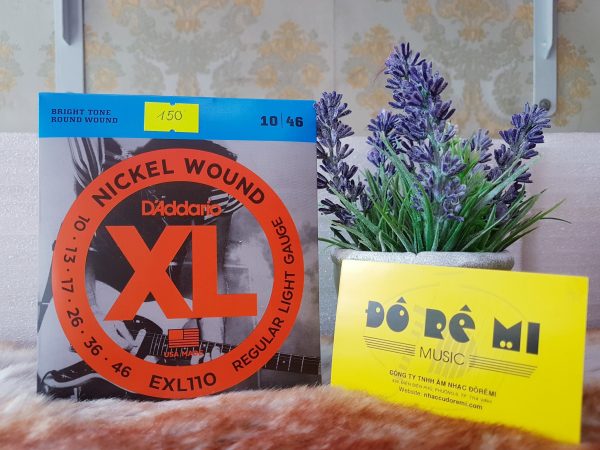 BRIGHT TONE
ROUND WOUND
150
10 | 46
NICKEL WOUND
D'Addario
XL
10 · 13 · 17 · 26 · 36 · 46
USA MADE
REGULAR LIGHT GAUGE
EXL110
ĐÔ RÊ MI
MUSIC
CÔNG TY TNHH ÂM NHẠC ĐÔRÊMI
Website: nhaccudoremi.com